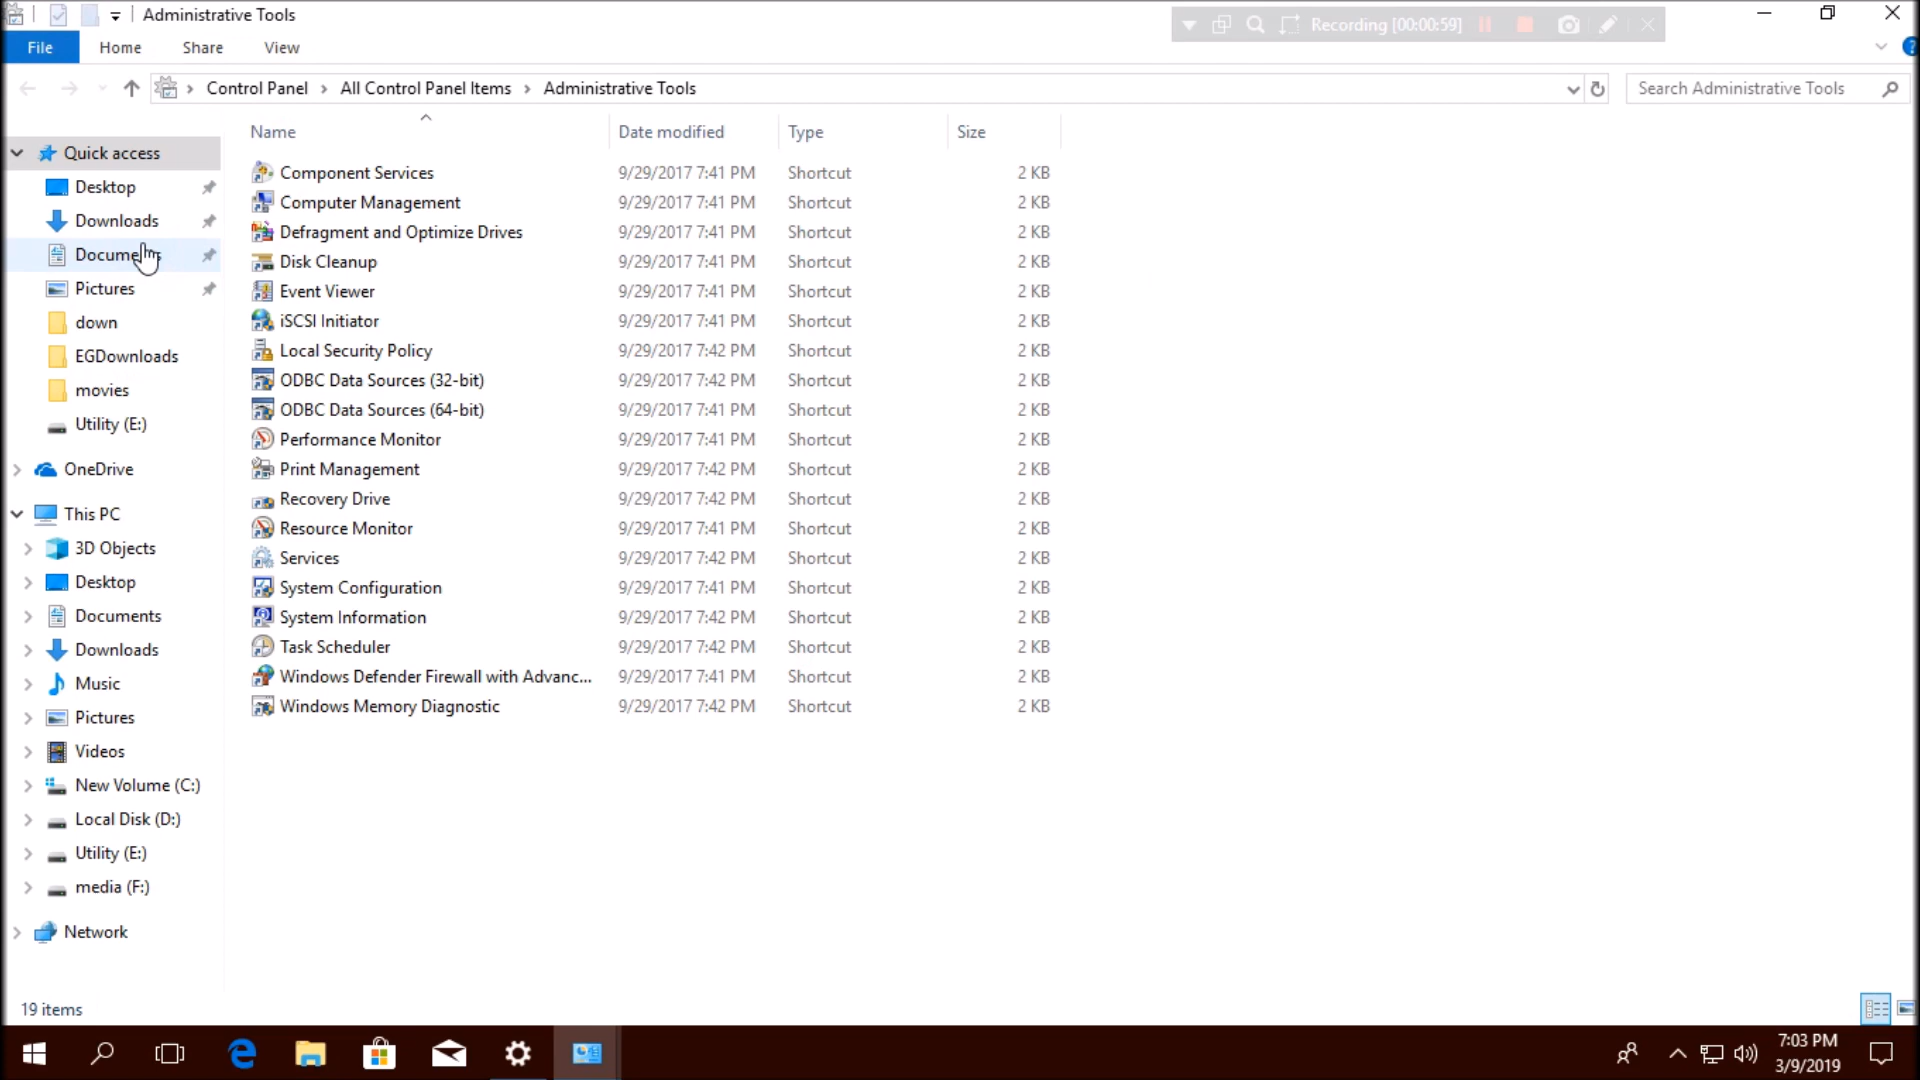 Administrative Tools
Recording [00:00:59]
File Home Share View
Control Panel All Control Panel Items Administrative Tools
Search Administrative Tools
Name Date modified Type Size
Quick access
Desktop
Downloads
Documents
Pictures
down
EGDownloads
movies
Utility (E:)
OneDrive
This PC
3D Objects
Desktop
Documents
Downloads
Music
Pictures
Videos
New Volume (C:)
Local Disk (D:)
Utility (E:)
media (F:)
Network
Component Services 9/29/2017 7:41 PM Shortcut 2 KB
Computer Management 9/29/2017 7:41 PM Shortcut 2 KB
Defragment and Optimize Drives 9/29/2017 7:41 PM Shortcut 2 KB
Disk Cleanup 9/29/2017 7:41 PM Shortcut 2 KB
Event Viewer 9/29/2017 7:41 PM Shortcut 2 KB
iSCSI Initiator 9/29/2017 7:41 PM Shortcut 2 KB
Local Security Policy 9/29/2017 7:42 PM Shortcut 2 KB
ODBC Data Sources (32-bit) 9/29/2017 7:42 PM Shortcut 2 KB
ODBC Data Sources (64-bit) 9/29/2017 7:41 PM Shortcut 2 KB
Performance Monitor 9/29/2017 7:41 PM Shortcut 2 KB
Print Management 9/29/2017 7:42 PM Shortcut 2 KB
Recovery Drive 9/29/2017 7:42 PM Shortcut 2 KB
Resource Monitor 9/29/2017 7:41 PM Shortcut 2 KB
Services 9/29/2017 7:42 PM Shortcut 2 KB
System Configuration 9/29/2017 7:41 PM Shortcut 2 KB
System Information 9/29/2017 7:42 PM Shortcut 2 KB
Task Scheduler 9/29/2017 7:42 PM Shortcut 2 KB
Windows Defender Firewall with Advanc... 9/29/2017 7:41 PM Shortcut 2 KB
Windows Memory Diagnostic 9/29/2017 7:42 PM Shortcut 2 KB
19 items
7:03 PM
3/9/2019